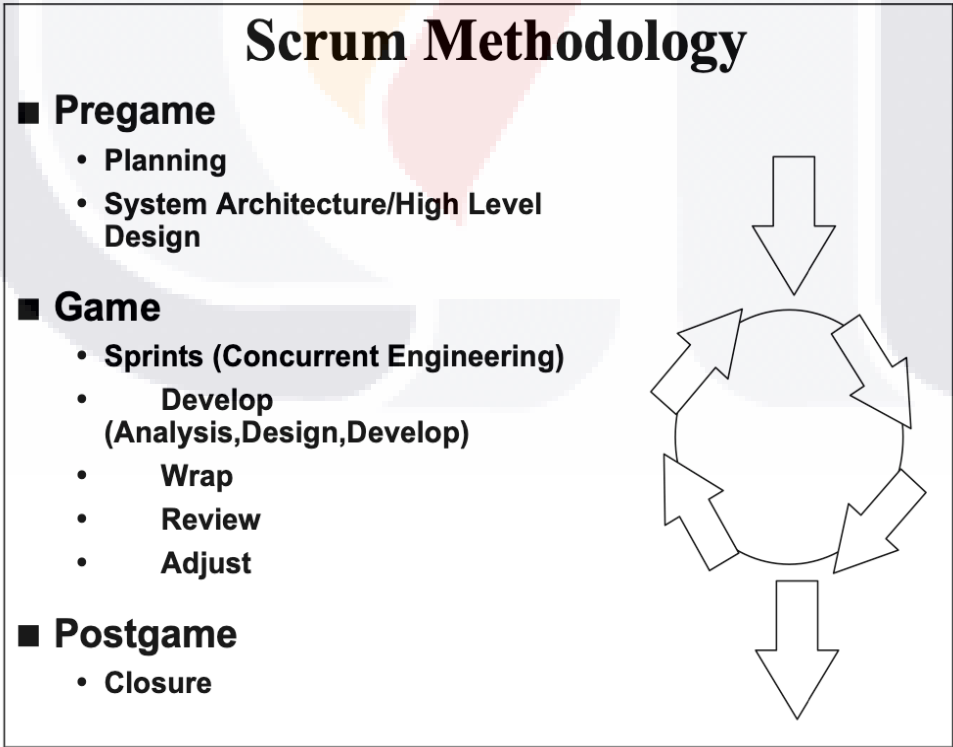 Scrum Methodology
■ Pregame
• Planning
• System Architecture/High Level
Design
■ Game
• Sprints (Concurrent Engineering)
• Develop
(Analysis,Design,Develop)
• Wrap
• Review
• Adjust
■ Postgame
• Closure